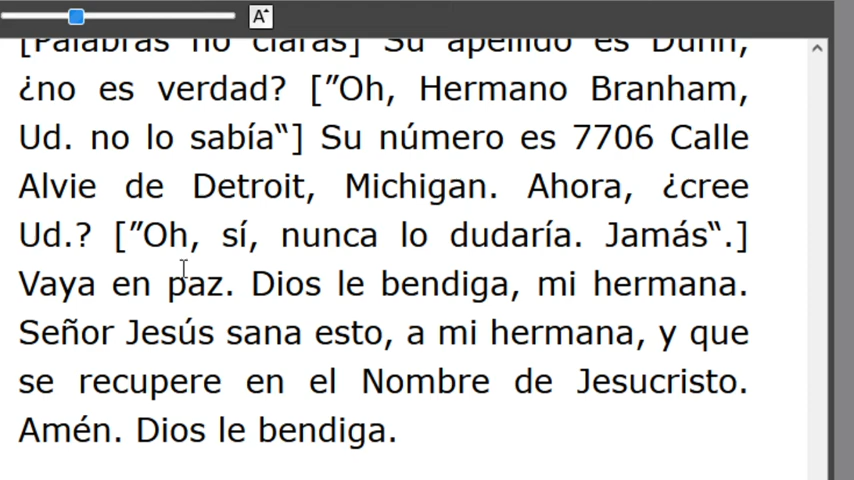 A
[Palabras no claras] Su apellido es Dunn,
¿no es verdad? [”Oh, Hermano Branham,
Ud. no lo sabía“] Su número es 7706 Calle
Alvie de Detroit, Michigan. Ahora, ¿cree
Ud.? [”Oh, sí, nunca lo dudaría. Jamás“.]
Vaya en paz. Dios le bendiga, mi hermana.
Señor Jesús sana esto, a mi hermana, y que
se recupere en el Nombre de Jesucristo.
Amén. Dios le bendiga.